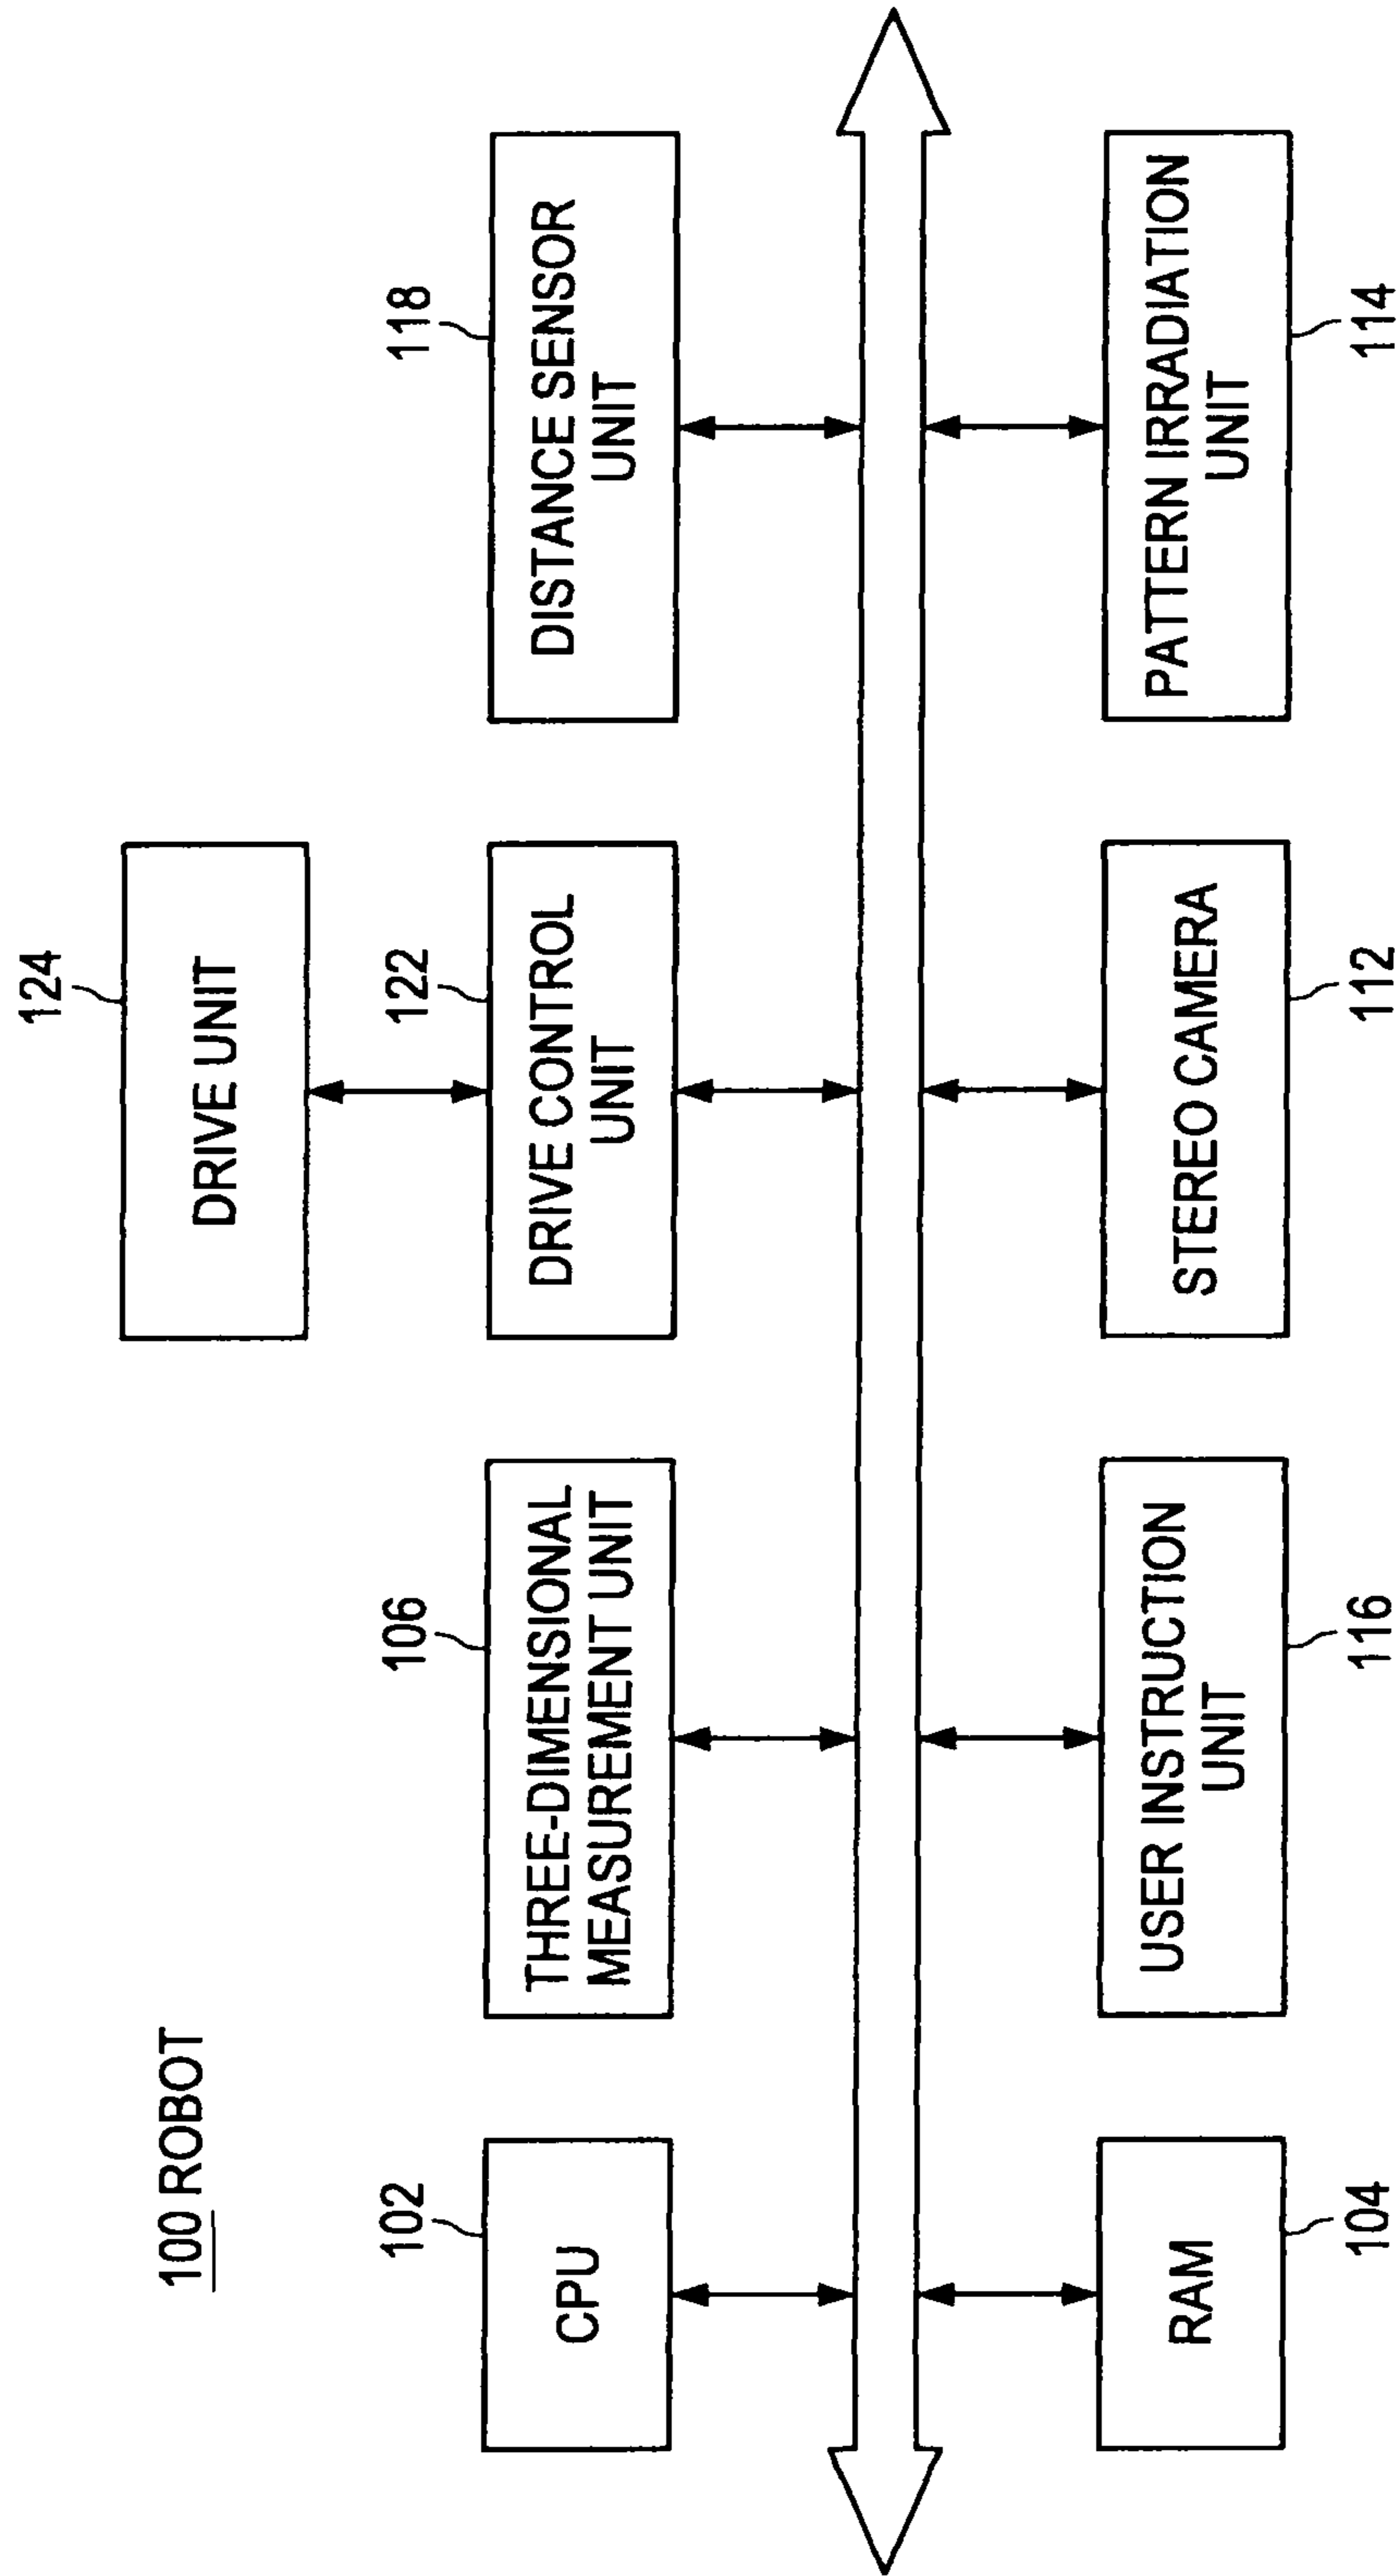 100 ROBOT
124
DRIVE UNIT
102
CPU
106
THREE-DIMENSIONAL
MEASUREMENT UNIT
122
DRIVE CONTROL
UNIT
118
DISTANCE SENSOR
UNIT
RAM
104
USER INSTRUCTION
UNIT
116
STEREO CAMERA
112
PATTERN IRRADIATION
UNIT
114